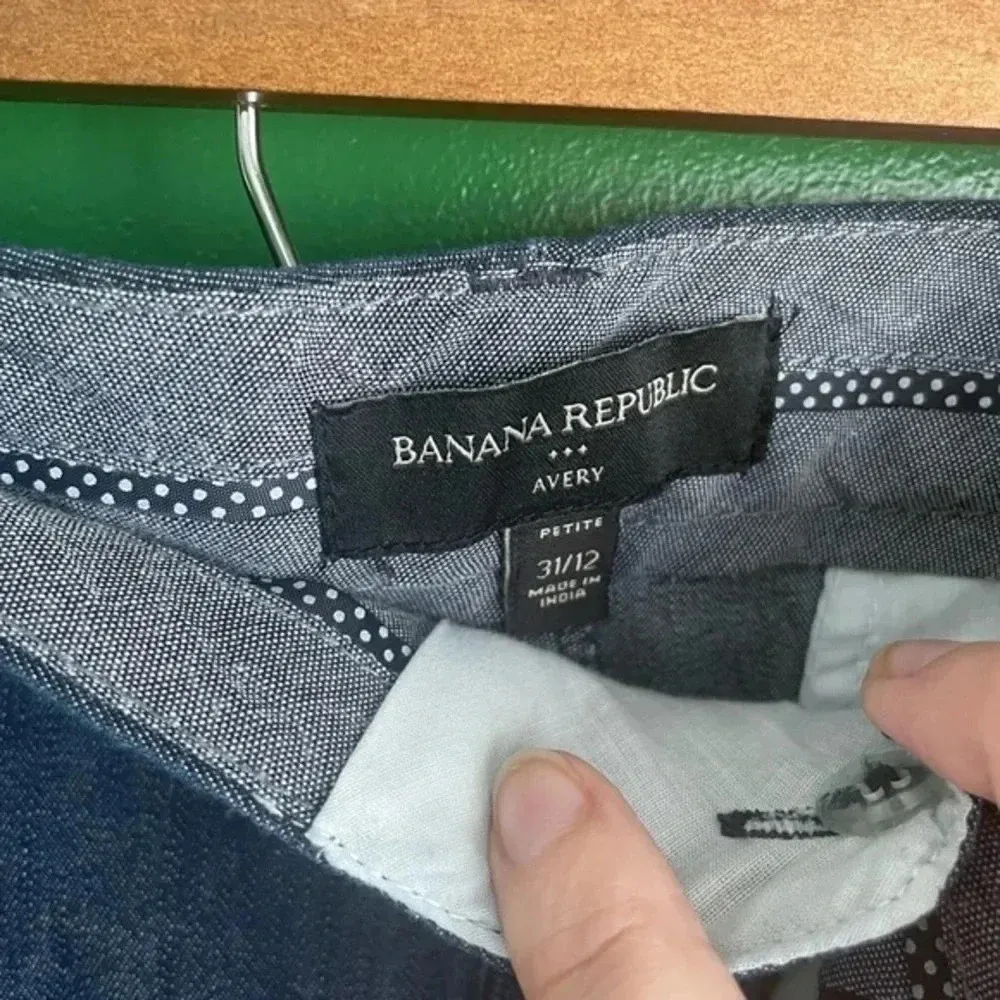 BANANA REPUBLIC
AVERY
PETITE
31/12
MADE IN
INDIA